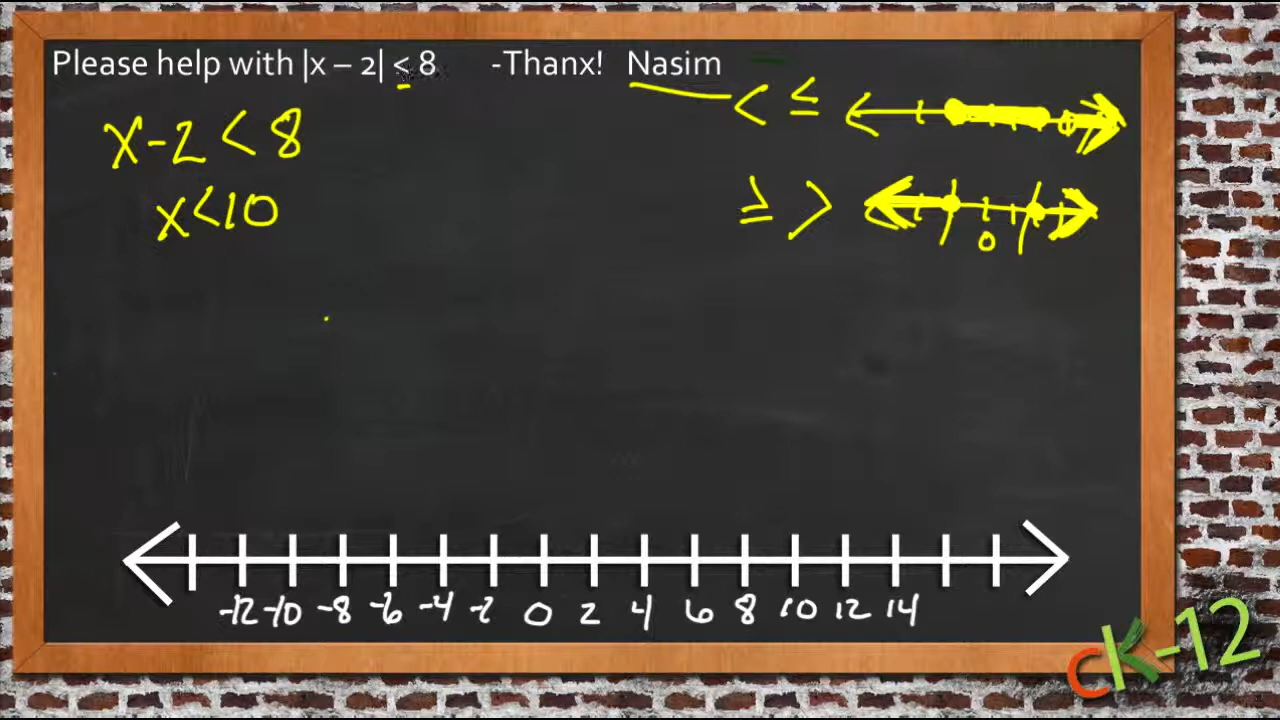 Please help with |x – 2| < 8 -Thanx! Nasim
< ≤
x-2<8
≥ >
x<10
0
-12 -10 -8 -6 -4 -2 0 2 4 6 8 10 12 14
CK-12